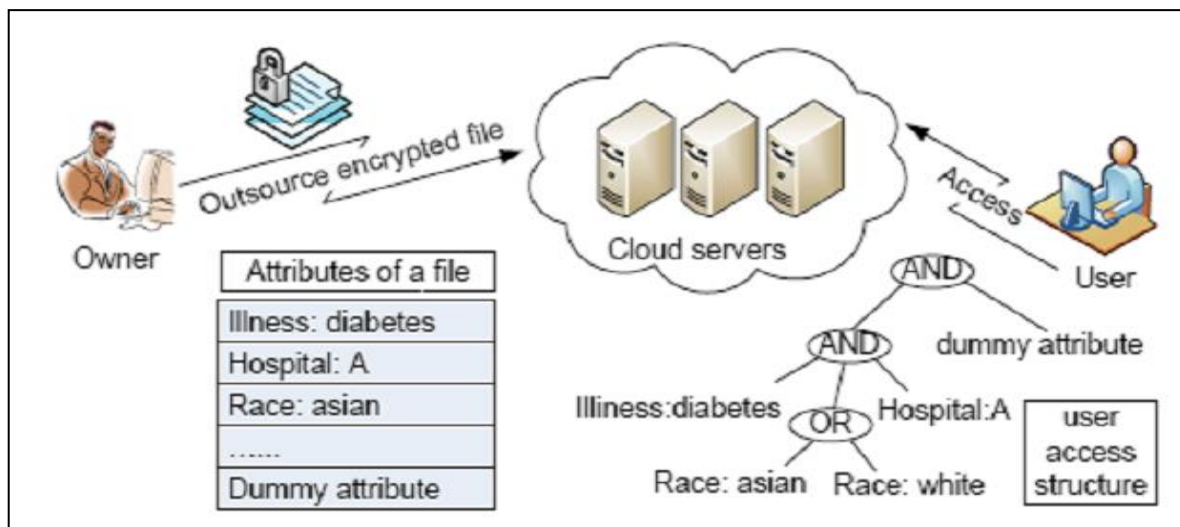 Outsource encrypted file
Owner
Cloud servers
Access
User
Attributes of a file
Illness: diabetes
Hospital: A
Race: asian
......
Dummy attribute
AND
AND
dummy attribute
Illiness:diabetes
Hospital:A
OR
Race: asian
Race: white
user
access
structure